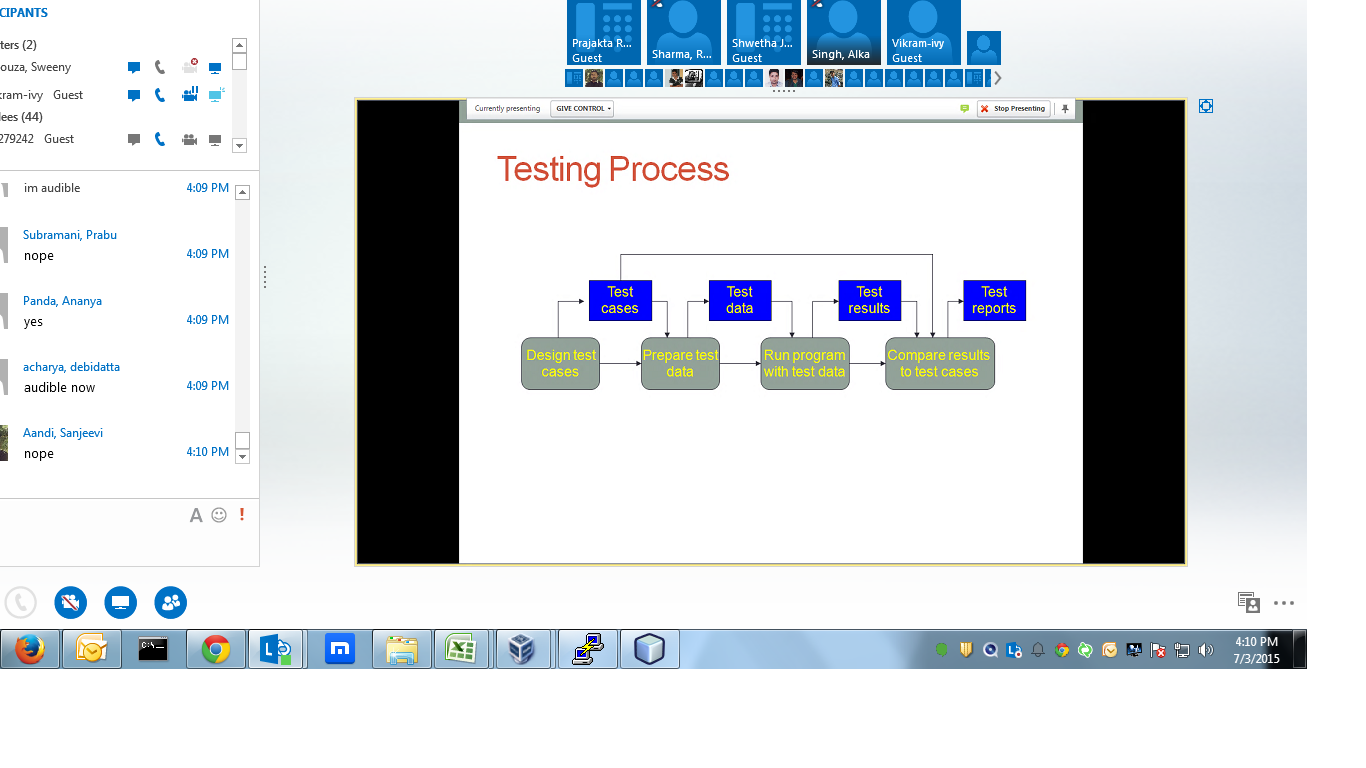 CIPANTS
ters (2)
ouza, Sweeny
kram-ivy Guest
lees (44)
279242 Guest
im audible 4:09 PM
Subramani, Prabu
nope 4:09 PM
Panda, Ananya
yes 4:09 PM
acharya, debidatta
audible now 4:09 PM
Aandi, Sanjeevi
nope 4:10 PM
A !
Prajakta R...
Guest
Sharma, R...
Shwetha J...
Guest
Singh, Alka
Vikram-ivy
Guest
Currently presenting GIVE CONTROL Stop Presenting
Testing Process
Test
cases
Test
data
Test
results
Test
reports
Design test
cases
Prepare test
data
Run program
with test data
Compare results
to test cases
C:\
4:10 PM
7/3/2015